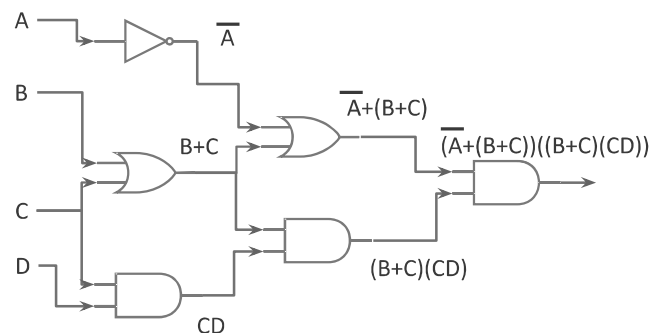 A
A̅
B
A̅+(B+C)
B+C
(A̅+(B+C))((B+C)(CD))
C
D
(B+C)(CD)
CD